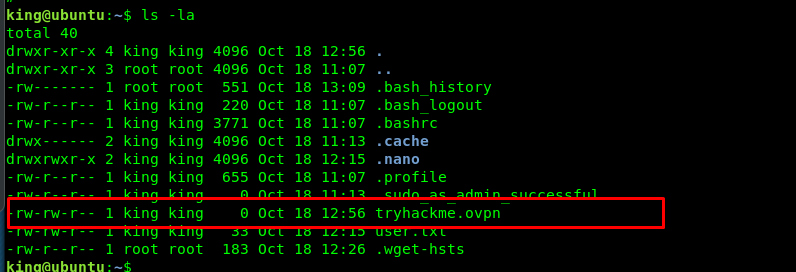 king@ubuntu:~$ ls -la
total 40
drwxr-xr-x 4 king king 4096 Oct 18 12:56 .
drwxr-xr-x 3 root root 4096 Oct 18 11:07 ..
-rw------- 1 root root  551 Oct 18 13:09 .bash_history
-rw-r--r-- 1 king king  220 Oct 18 11:07 .bash_logout
-rw-r--r-- 1 king king 3771 Oct 18 11:07 .bashrc
drwx------ 2 king king 4096 Oct 18 11:13 .cache
drwxrwxr-x 2 king king 4096 Oct 18 12:15 .nano
-rw-r--r-- 1 king king  655 Oct 18 11:07 .profile
-rw-r--r-- 1 king king    0 Oct 18 11:13 .sudo_as_admin_successful
-rw-rw-r-- 1 king king    0 Oct 18 12:56 tryhackme.ovpn
-rw-rw-r-- 1 king king   33 Oct 18 12:15 user.txt
-rw-r--r-- 1 root root  183 Oct 18 12:26 .wget-hsts
king@ubuntu:~$